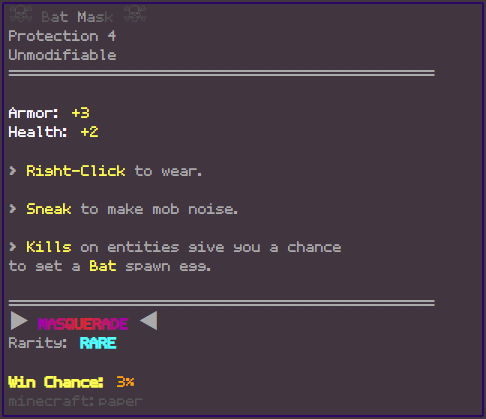 ☠ Bat Mask ☠
Protection 4
Unmodifiable
Armor: +3
Health: +2
> Right-Click to wear.
> Sneak to make mob noise.
> Kills on entities give you a chance
to get a Bat spawn egg.
▶ MASQUERADE ◀
Rarity: RARE
Win Chance: 3%
minecraft:paper